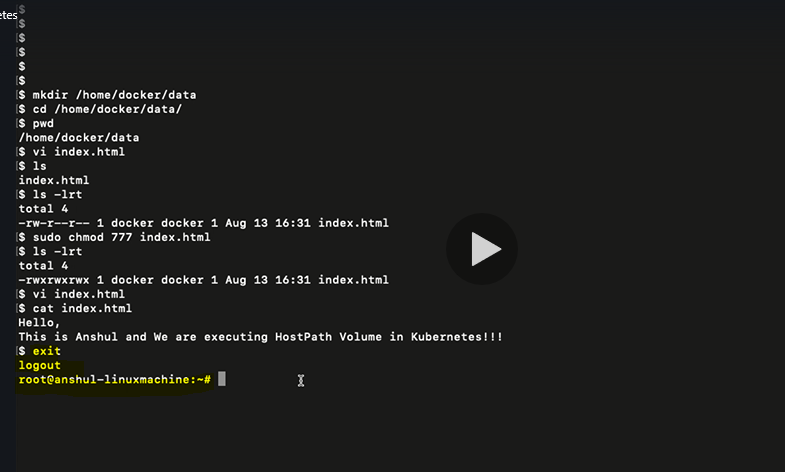 etes
$
$
$
$
$
$
$ mkdir /home/docker/data
$ cd /home/docker/data/
$ pwd
/home/docker/data
$ vi index.html
$ ls
index.html
$ ls -lrt
total 4
-rw-r--r-- 1 docker docker 1 Aug 13 16:31 index.html
$ sudo chmod 777 index.html
$ ls -lrt
total 4
-rwxrwxrwx 1 docker docker 1 Aug 13 16:31 index.html
$ vi index.html
$ cat index.html
Hello,
This is Anshul and We are executing HostPath Volume in Kubernetes!!!
$ exit
logout
root@anshul-linuxmachine:~#